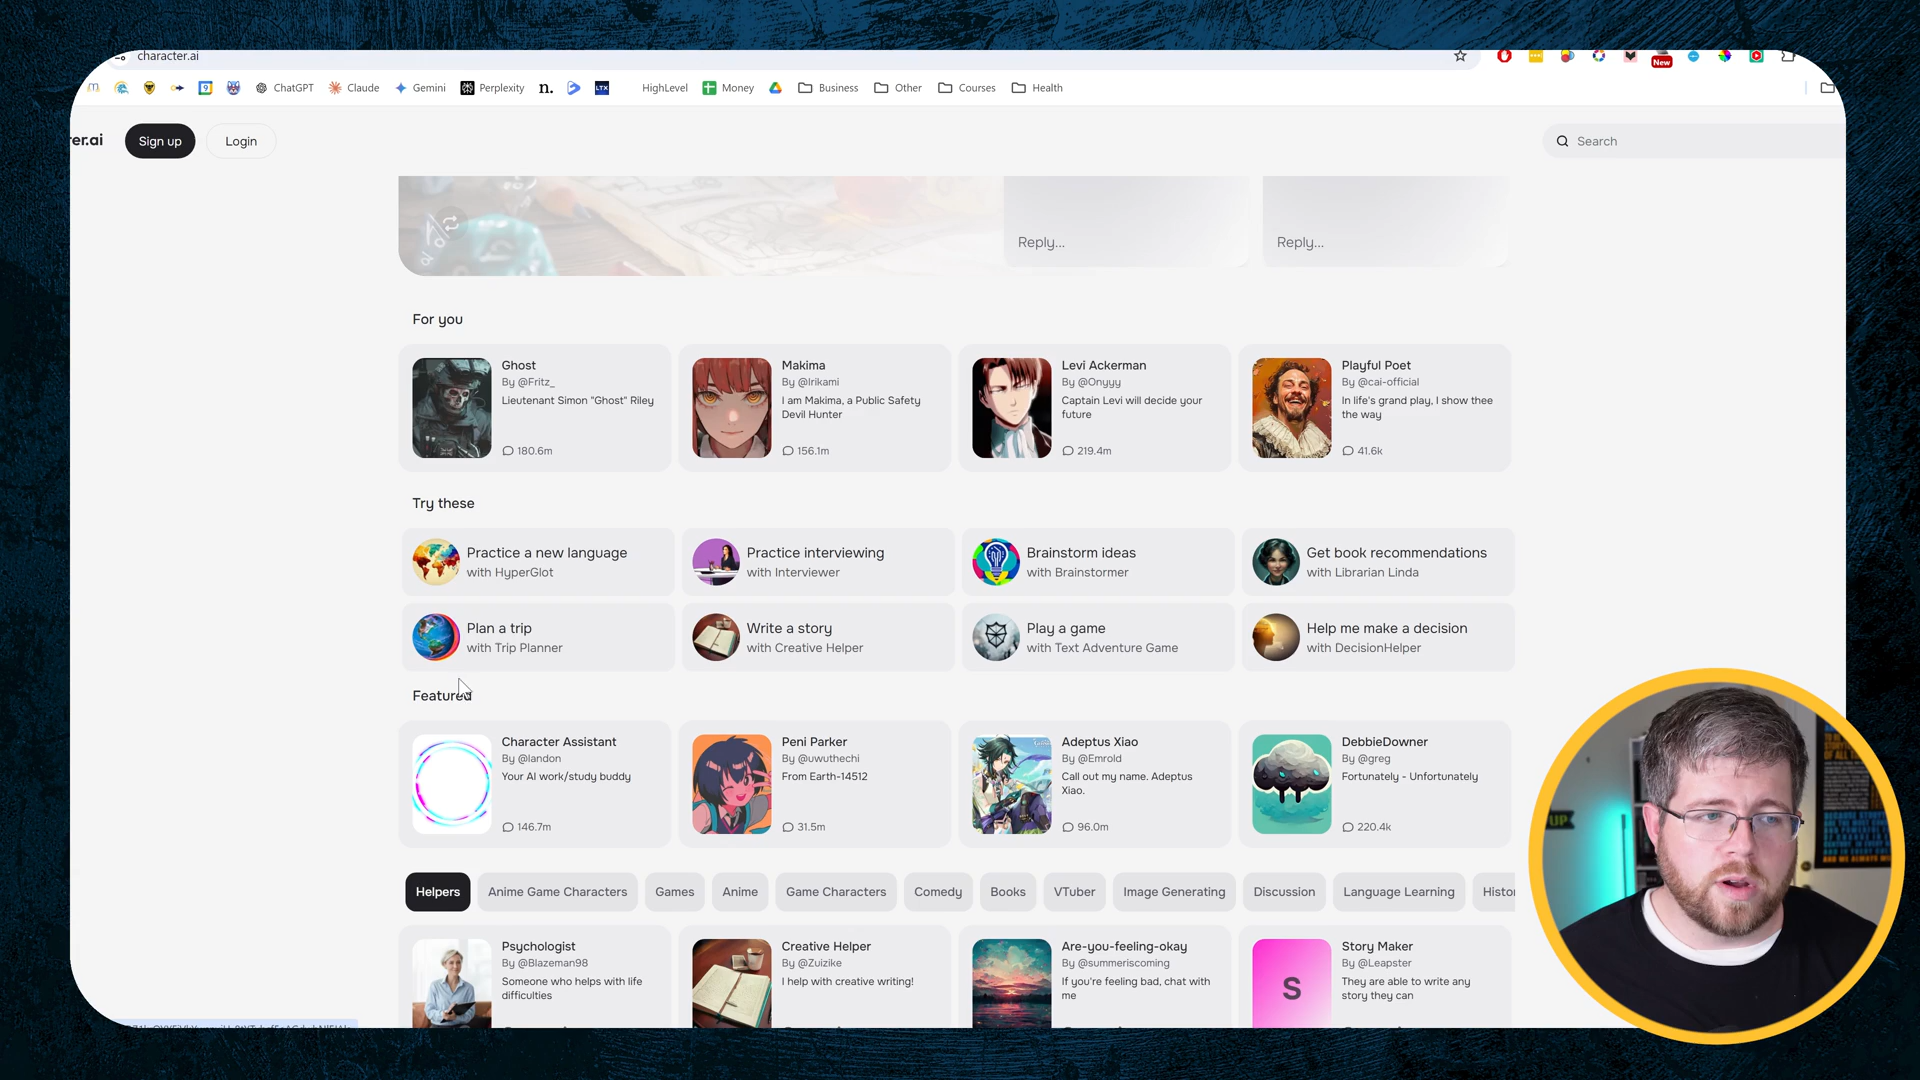 character.ai
ChatGPT
Claude
Gemini
Perplexity
n.
LTX
HighLevel
Money
Business
Other
Courses
Health
New
er.ai
Sign up
Login
Search
Reply...
Reply...
For you
Ghost
By @Fritz_
Lieutenant Simon "Ghost" Riley
180.6m
Makima
By @Irikami
I am Makima, a Public Safety
Devil Hunter
156.1m
Levi Ackerman
By @Onyyy
Captain Levi will decide your
future
219.4m
Playful Poet
By @cai-official
In life's grand play, I show thee
the way
41.6k
Try these
Practice a new language
with HyperGlot
Practice interviewing
with Interviewer
Brainstorm ideas
with Brainstormer
Get book recommendations
with Librarian Linda
Plan a trip
with Trip Planner
Write a story
with Creative Helper
Play a game
with Text Adventure Game
Help me make a decision
with DecisionHelper
Featured
Character Assistant
By @landon
Your AI work/study buddy
146.7m
Peni Parker
By @uwuthechi
From Earth-14512
31.5m
Adeptus Xiao
By @Emrold
Call out my name. Adeptus
Xiao.
96.0m
DebbieDowner
By @greg
Fortunately - Unfortunately
220.4k
Helpers
Anime Game Characters
Games
Anime
Game Characters
Comedy
Books
VTuber
Image Generating
Discussion
Language Learning
Histor
Psychologist
By @Blazeman98
Someone who helps with life
difficulties
Creative Helper
By @Zuizike
I help with creative writing!
Are-you-feeling-okay
By @summeriscoming
If you're feeling bad, chat with
me
S
Story Maker
By @Leapster
They are able to write any
story they can
UP